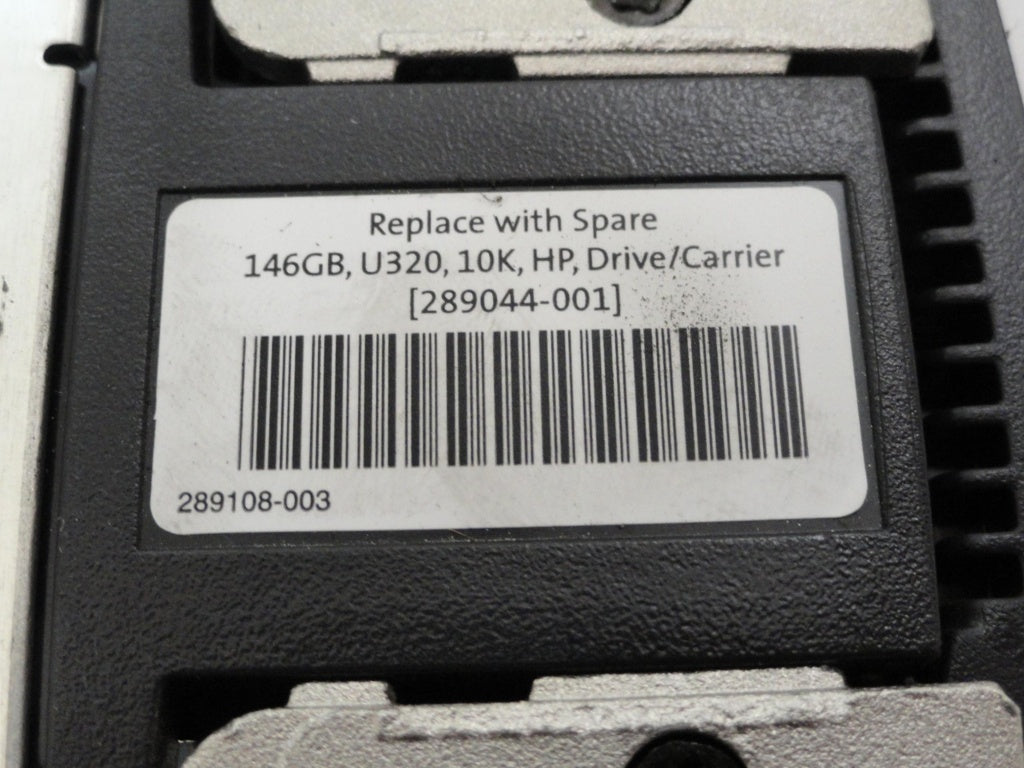 Replace with Spare
146GB, U320, 10K, HP, Drive/Carrier
[289044-001]
289108-003